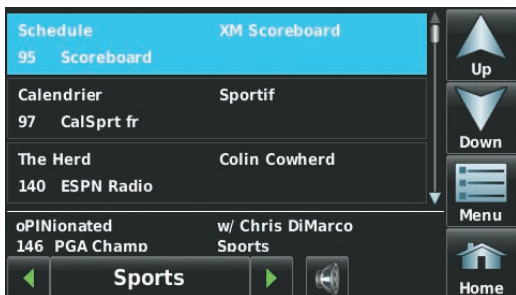 Schedule XM Scoreboard
95 Scoreboard
Up
Calendrier Sportif
97 CalSprt fr
Down
The Herd Colin Cowherd
140 ESPN Radio
Menu
oPINionated w/ Chris DiMarco
146 PGA Champ Sports
Sports
Home